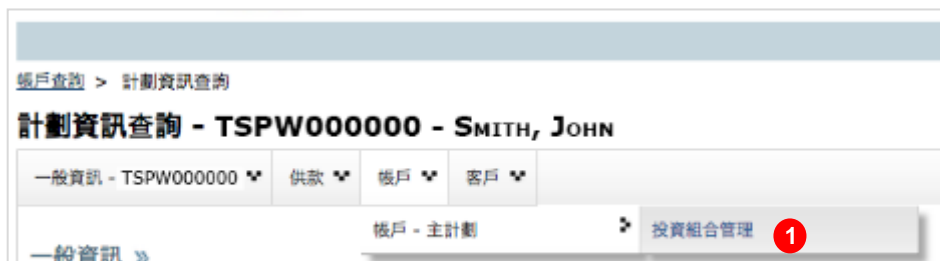 帳戶查詢 > 計劃資訊查詢
計劃資訊查詢 - TSPW000000 - SMITH, JOHN
一般資訊 - TSPW000000 供款 帳戶 客戶
帳戶 - 主計劃 投資組合管理 1
一般資訊 »